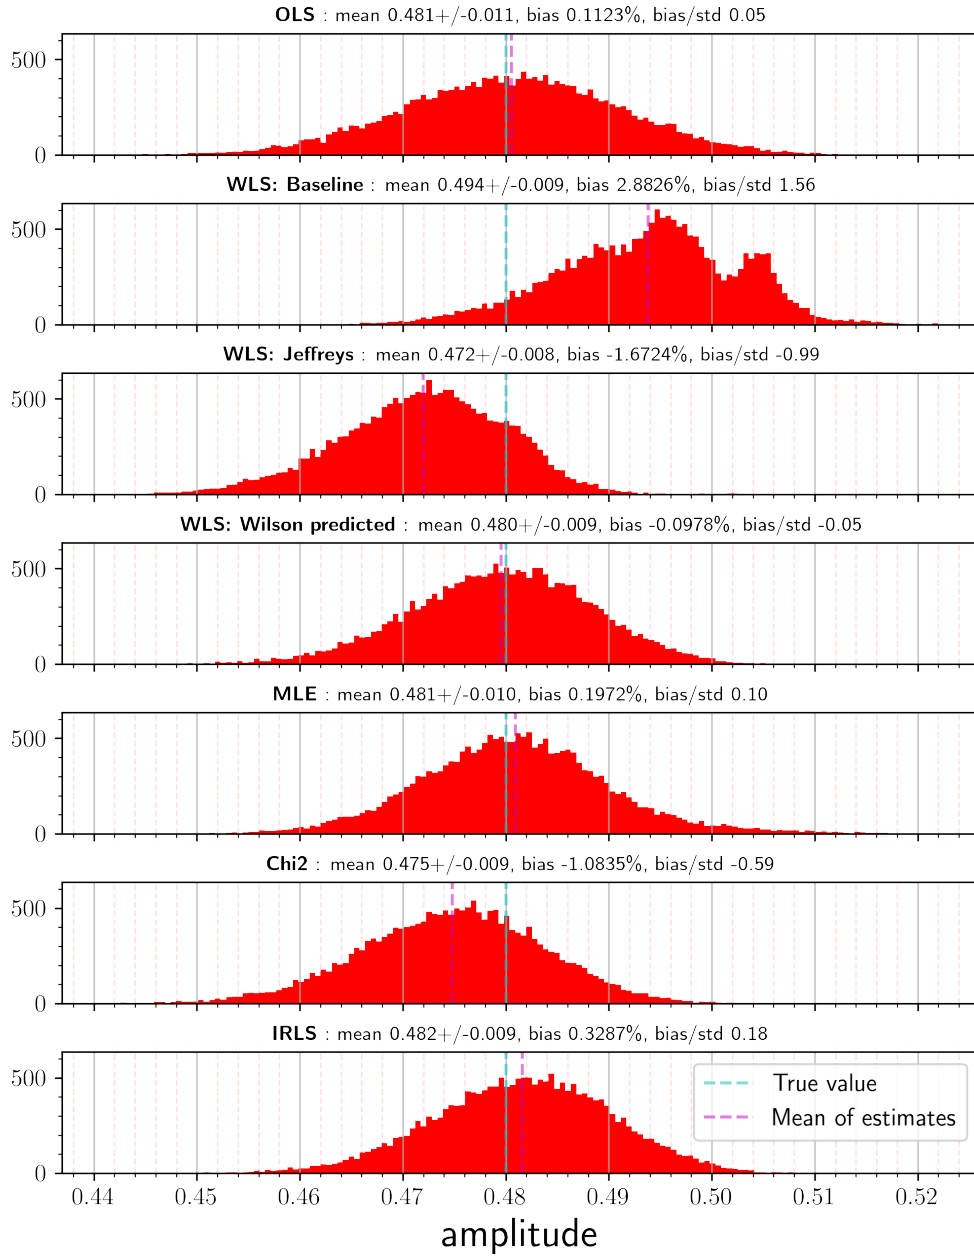 OLS : mean 0.481+/-0.011, bias 0.1123%, bias/std 0.05
500
0
WLS: Baseline : mean 0.494+/-0.009, bias 2.8826%, bias/std 1.56
500
0
WLS: Jeffreys : mean 0.472+/-0.008, bias -1.6724%, bias/std -0.99
500
0
WLS: Wilson predicted : mean 0.480+/-0.009, bias -0.0978%, bias/std -0.05
500
0
MLE : mean 0.481+/-0.010, bias 0.1972%, bias/std 0.10
500
0
Chi2 : mean 0.475+/-0.009, bias -1.0835%, bias/std -0.59
500
0
IRLS : mean 0.482+/-0.009, bias 0.3287%, bias/std 0.18
500
0
True value
Mean of estimates
0.44 0.45 0.46 0.47 0.48 0.49 0.50 0.51 0.52
amplitude